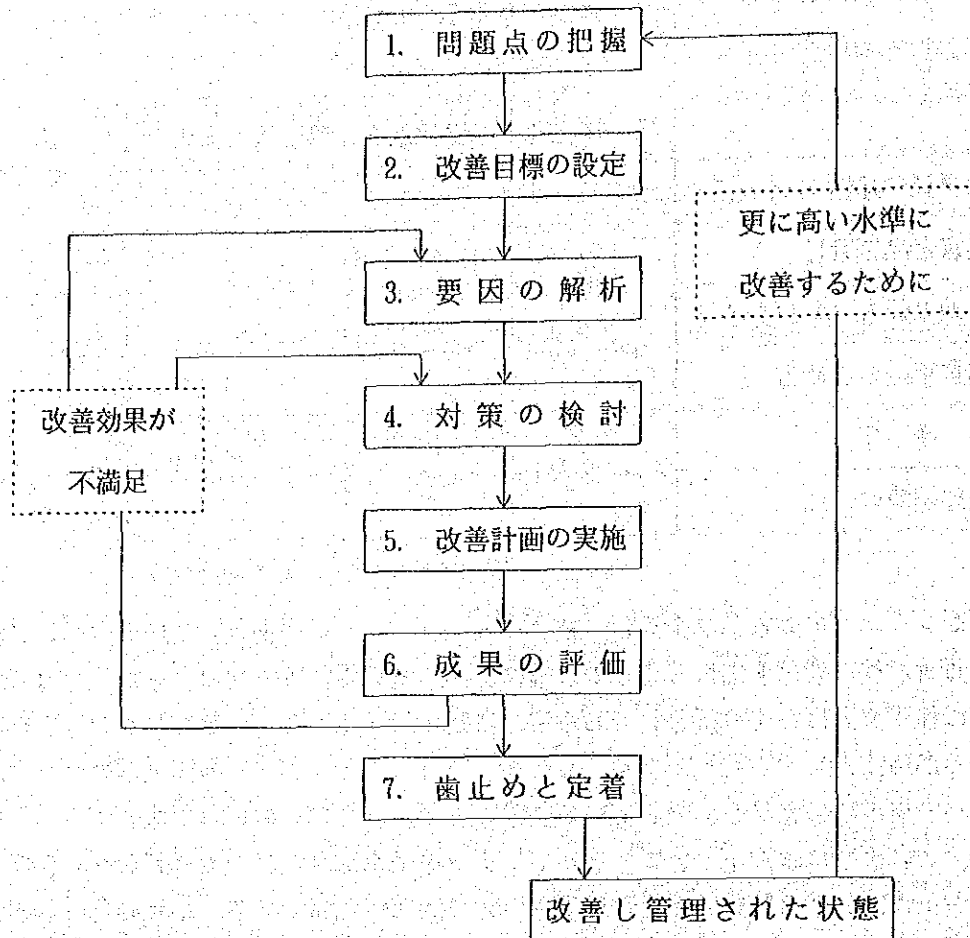 1. 問題点の把握
2. 改善目標の設定
更に高い水準に
改善するために
3. 要因の解析
改善効果が
不満足
4. 対策の検討
5. 改善計画の実施
6. 成果の評価
7. 歯止めと定着
改善し管理された状態